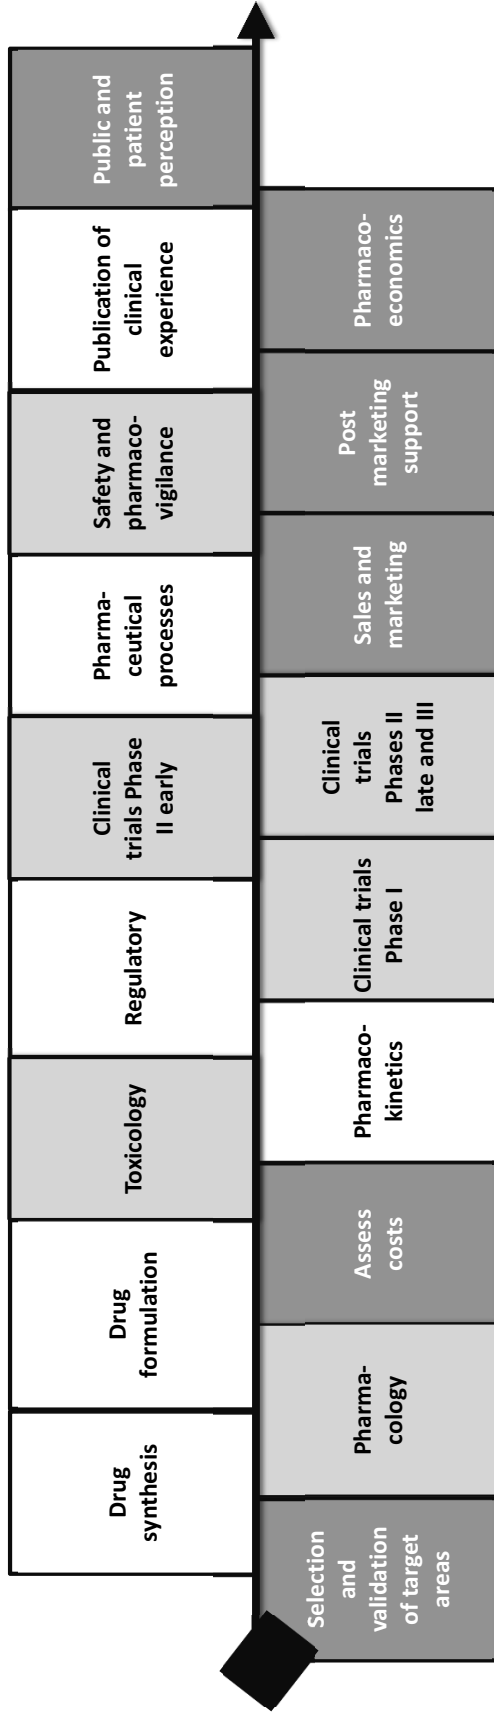 Drug
synthesis
Drug
formulation
Toxicology
Regulatory
Clinical
trials Phase
II early
Pharma-
ceutical
processes
Safety and
pharmaco-
vigilance
Publication of
clinical
experience
Public and
patient
perception
Selection
and
validation
of target
areas
Pharma-
cology
Assess
costs
Pharmaco-
kinetics
Clinical trials
Phase I
Clinical
trials
Phases II
late and III
Sales and
marketing
Post
marketing
support
Pharmaco-
economics